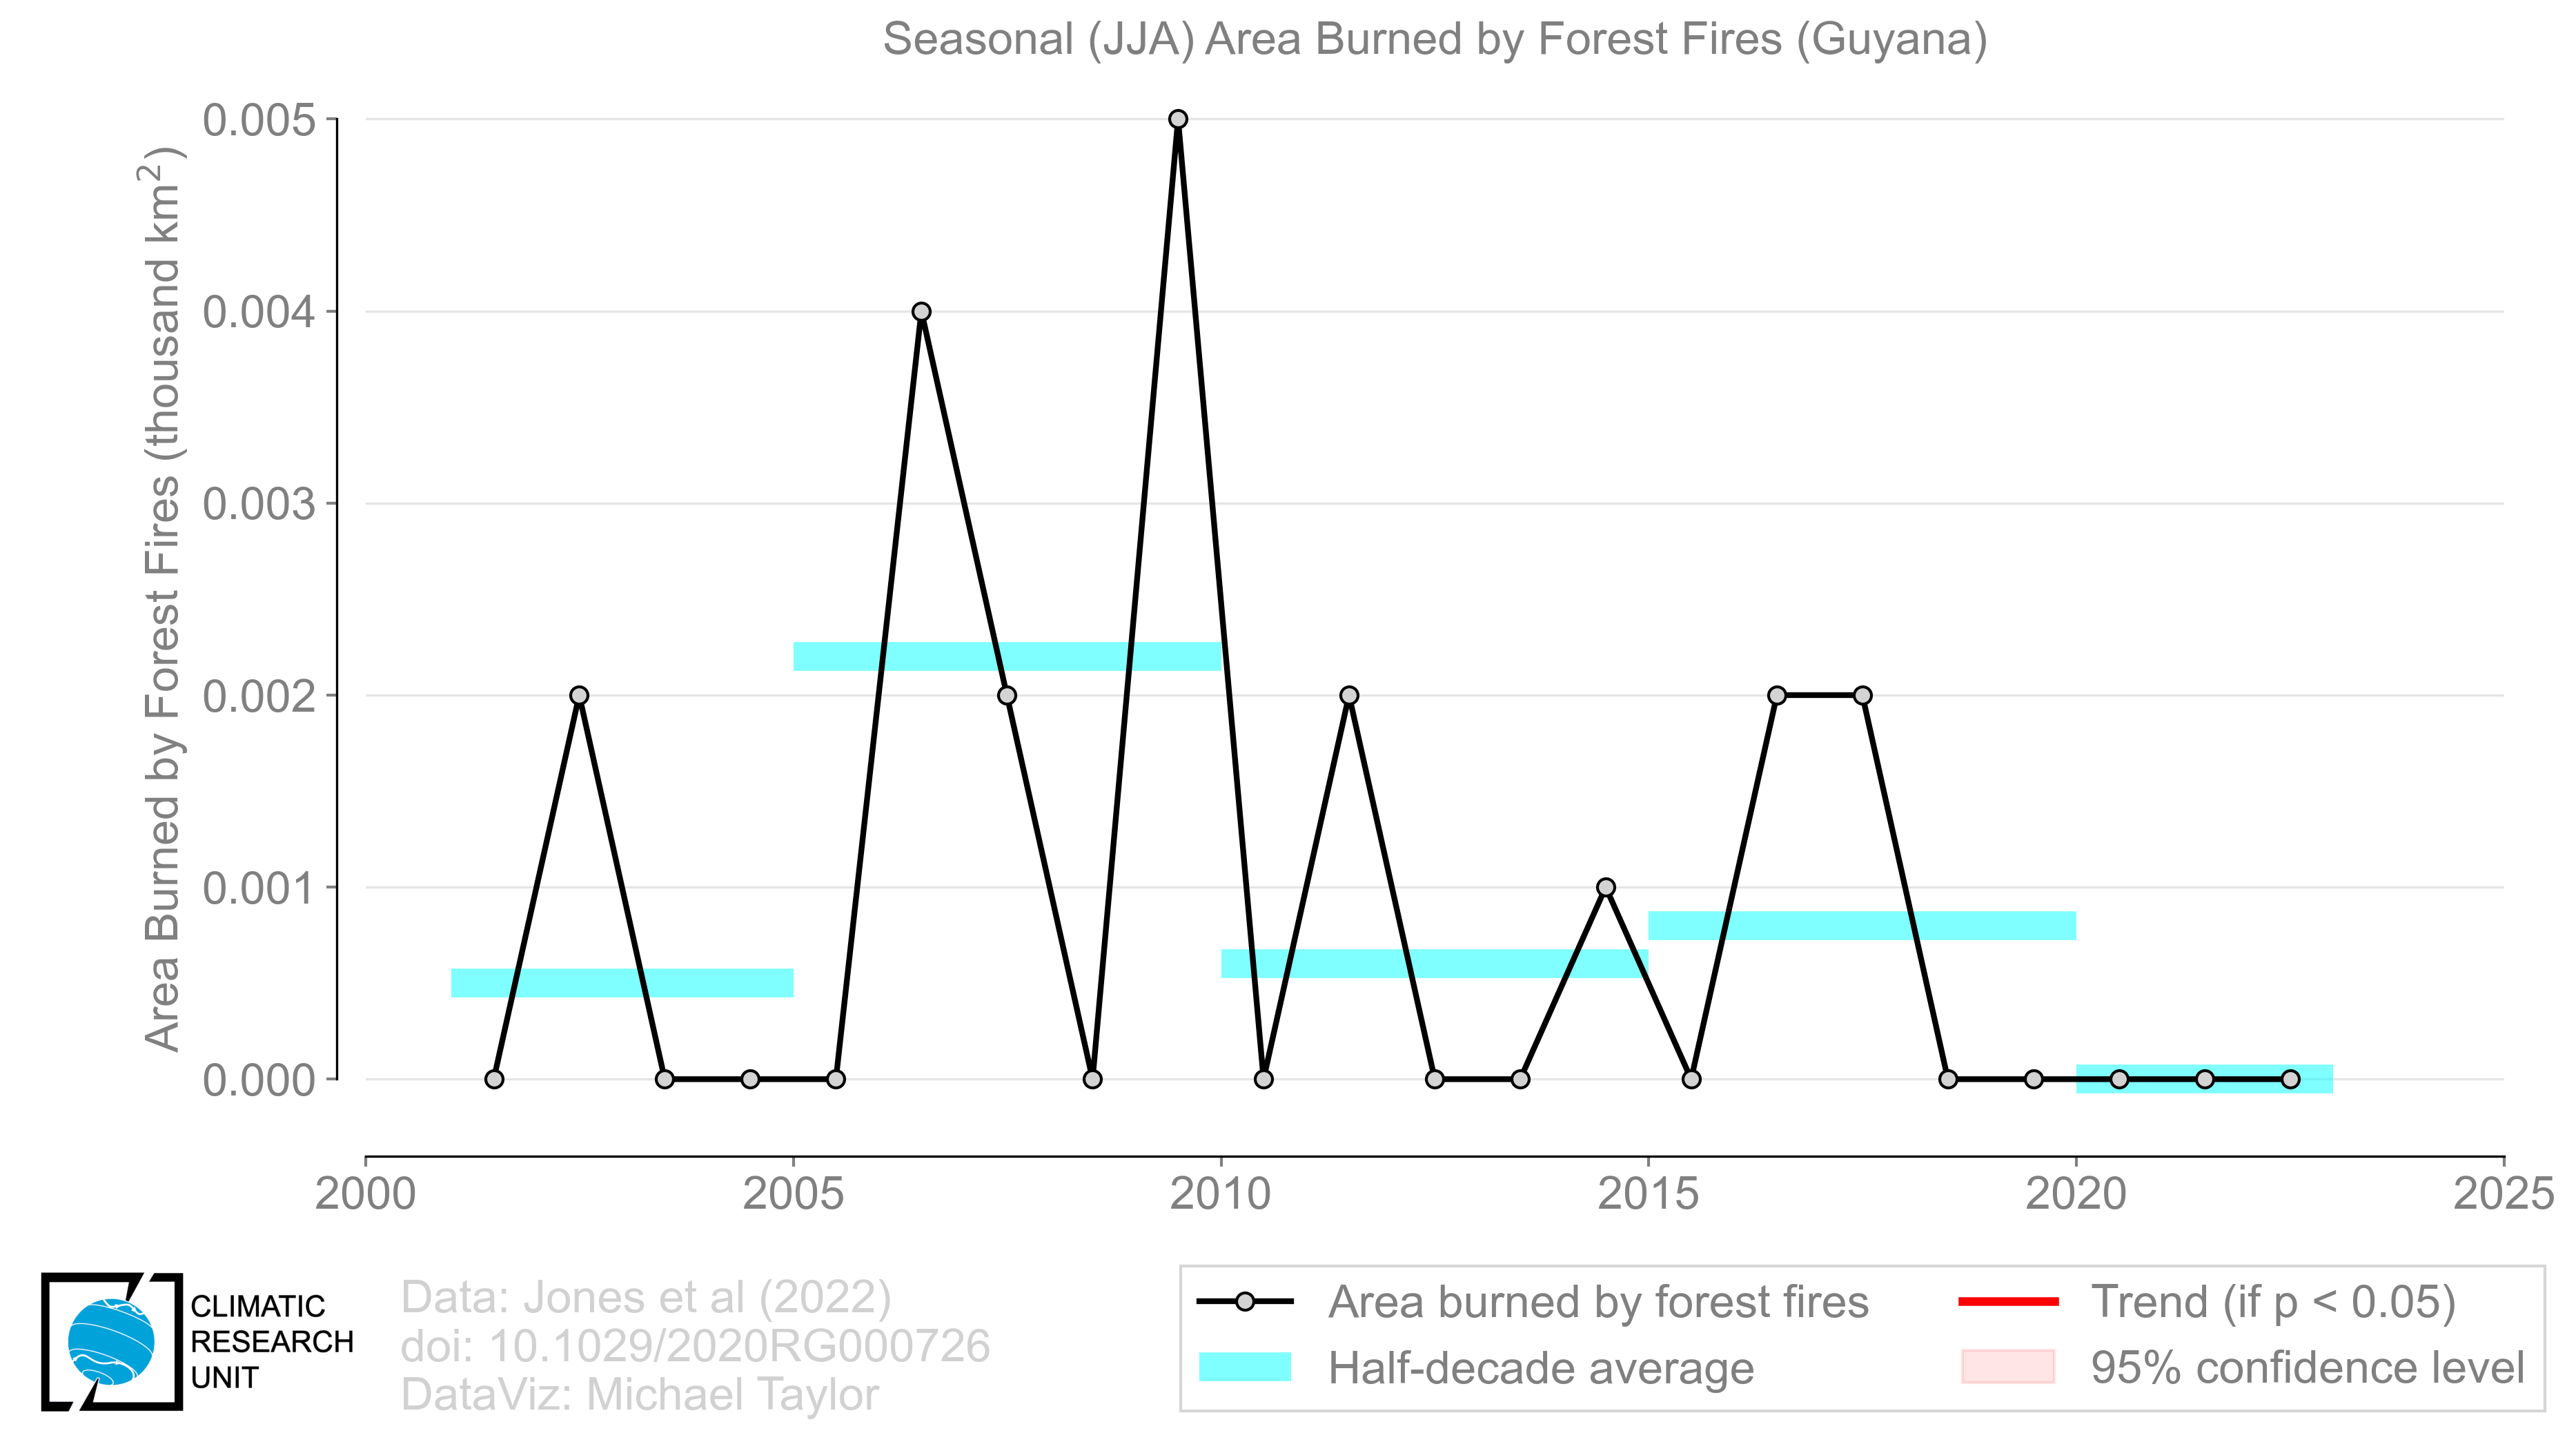 Seasonal (JJA) Area Burned by Forest Fires (Guyana)
Area Burned by Forest Fires (thousand km²)
0.005
0.004
0.003
0.002
0.001
0.000
2000 2005 2010 2015 2020 2025
CLIMATIC
RESEARCH
UNIT
Data: Jones et al (2022)
doi: 10.1029/2020RG000726
DataViz: Michael Taylor
Area burned by forest fires
Half-decade average
Trend (if p < 0.05)
95% confidence level